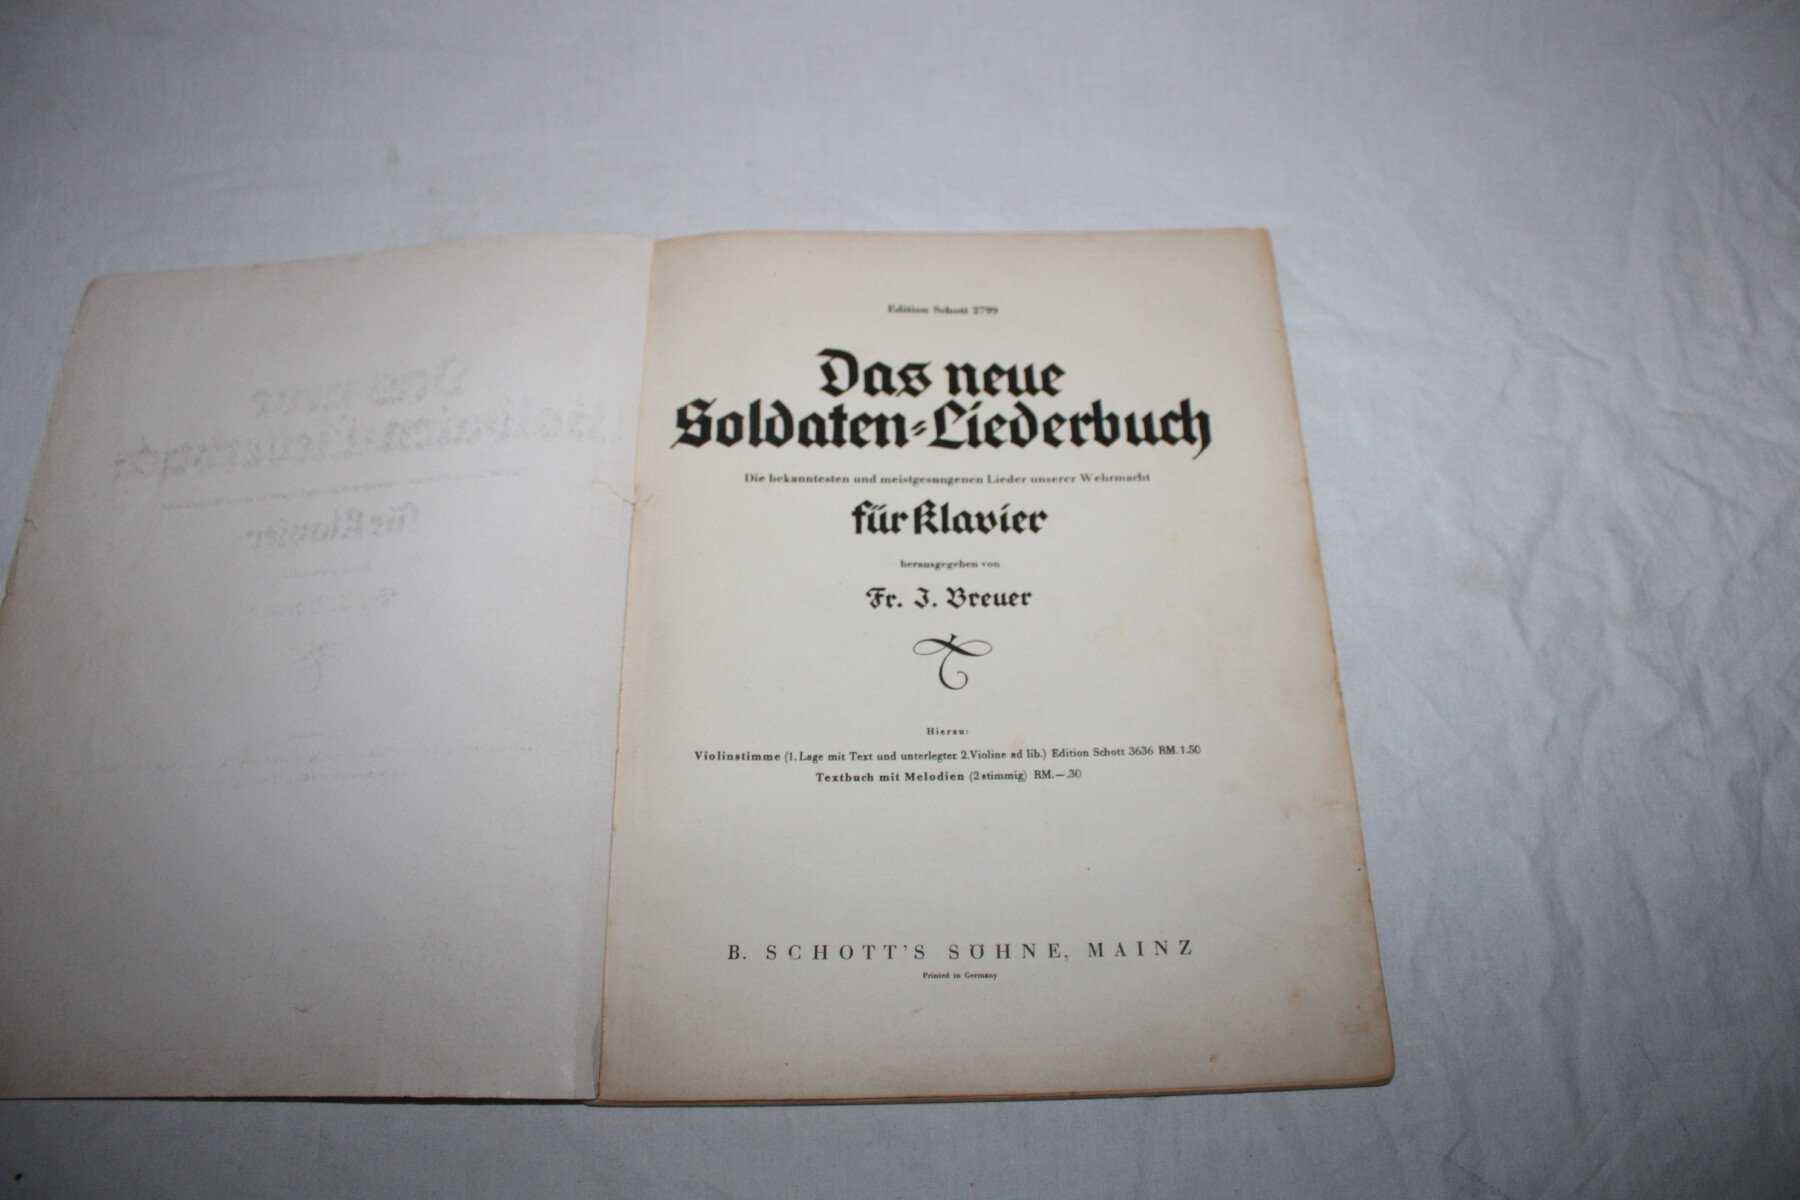 Edition Schott 2799
Das neue
Soldaten-Liederbuch
Die bekanntesten und meistgesungenen Lieder unserer Wehrmacht
für Klavier
herausgegeben von
Fr. J. Breuer
Hierzu:
Violinstimme (1. Lage mit Text und unterlegter 2. Violine ad lib.) Edition Schott 3636 RM. 1.50
Textbuch mit Melodien (2 stimmig) RM. —.30
B. SCHOTT'S SÖHNE, MAINZ
Printed in Germany